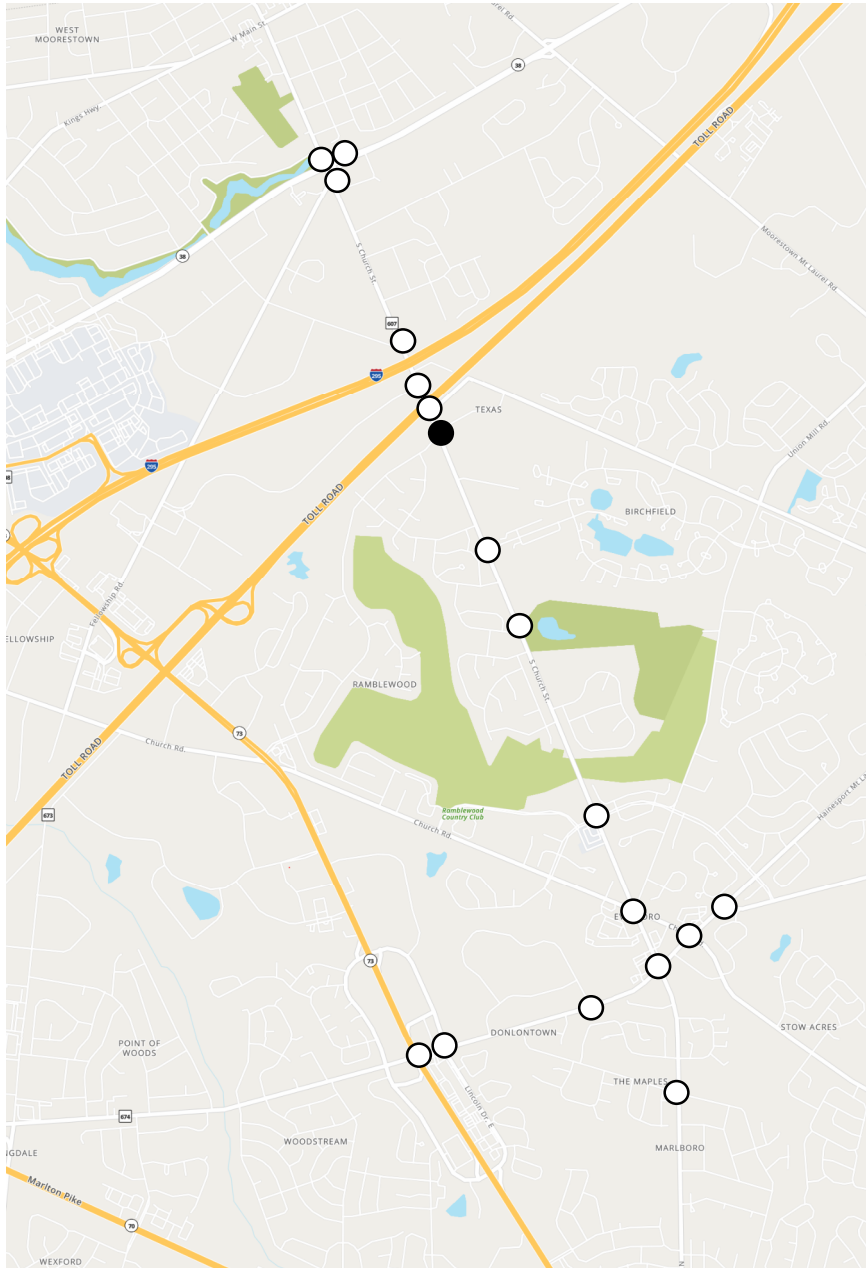 WEST
MOORESTOWN
W Main St.
38
Kings Hwy.
TOLL ROAD
38
S Church St.
Moorestown Mt Laurel Rd.
607
295
TEXAS
295
Union Mill Rd.
TOLL ROAD
BIRCHFIELD
Fellowship Rd.
ELLOWSHIP
RAMBLEWOOD
S Church St.
73
Church Rd.
TOLL ROAD
673
Ramblewood
Country Club
Church Rd.
Hainesport Mt La
73
DONLONTOWN
STOW ACRES
POINT OF
WOODS
THE MAPLES
674
Lincoln Dr. E
WOODSTREAM
MARLBORO
NGDALE
Marlton Pike
70
WEXFORD
N